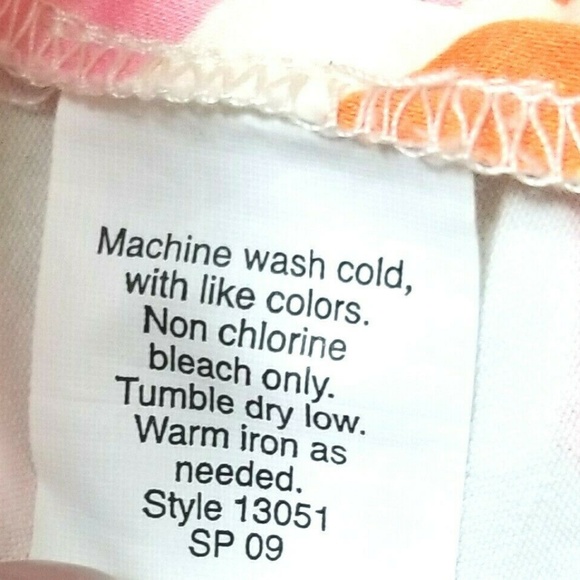 Machine wash cold,
with like colors.
Non chlorine
bleach only.
Tumble dry low.
Warm iron as
needed.
Style 13051
SP 09